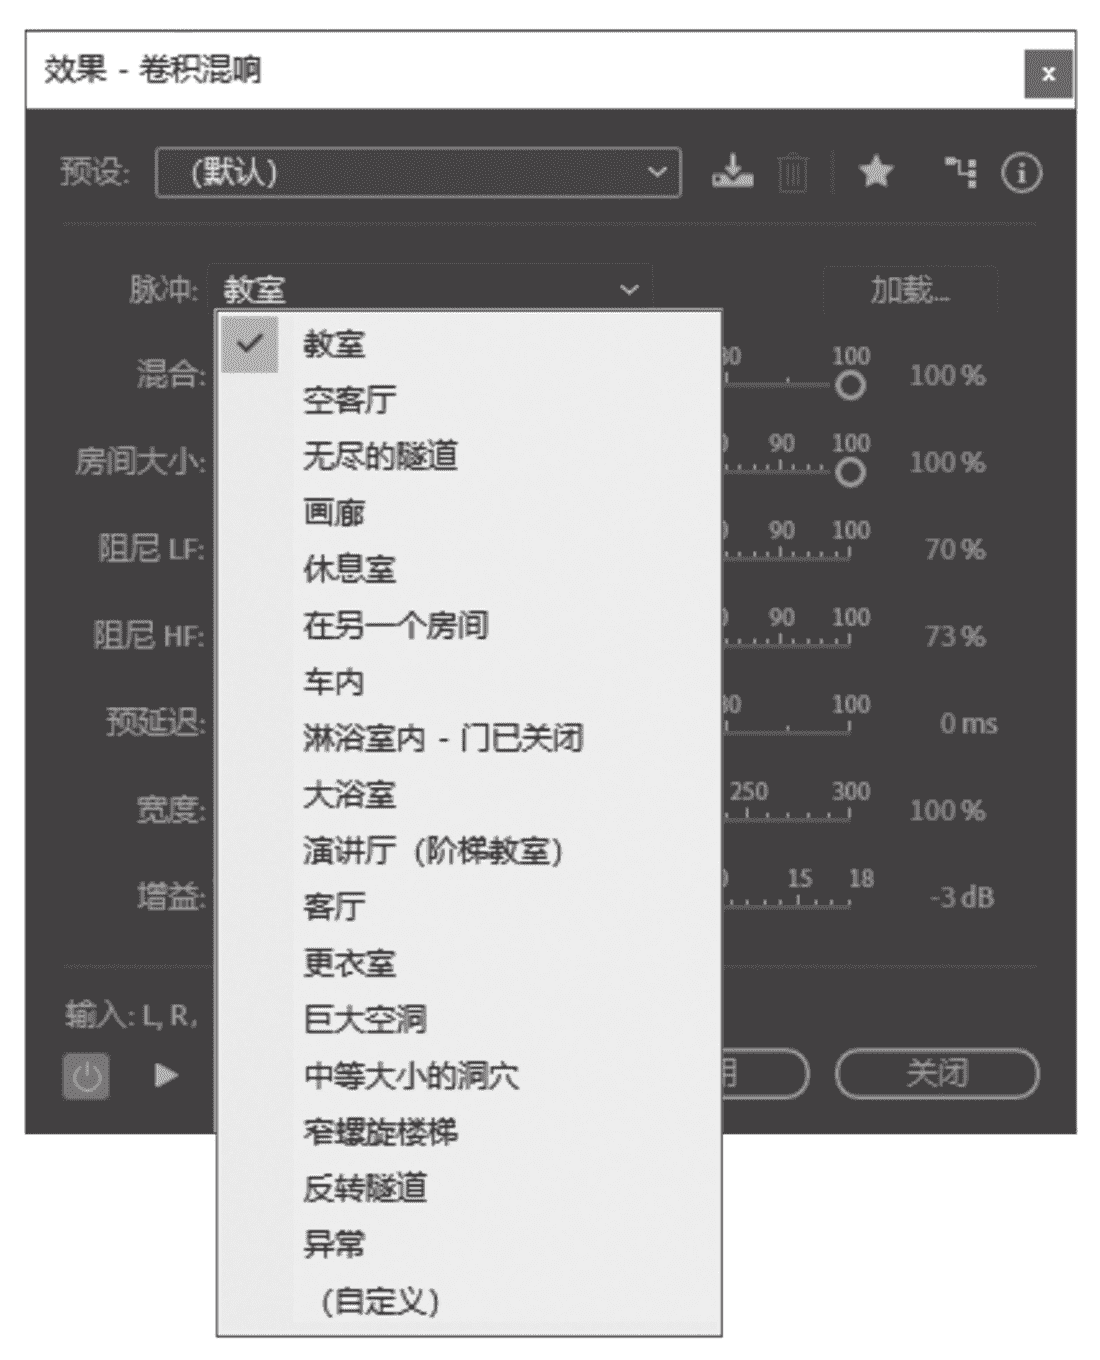 效果 - 卷积混响
x
预设: (默认)
脉冲: 教室 加载...
教室
空客厅
无尽的隧道
画廊
休息室
在另一个房间
车内
淋浴室内 - 门已关闭
大浴室
演讲厅（阶梯教室）
客厅
更衣室
巨大空洞
中等大小的洞穴
窄螺旋楼梯
反转隧道
异常
（自定义）
混合: 100 100 %
房间大小: 90 100 100 %
阻尼 LF: 90 100 70 %
阻尼 HF: 90 100 73 %
预延迟: 100 0 ms
宽度: 250 300 100 %
增益: 15 18 -3 dB
输入: L, R,
关闭